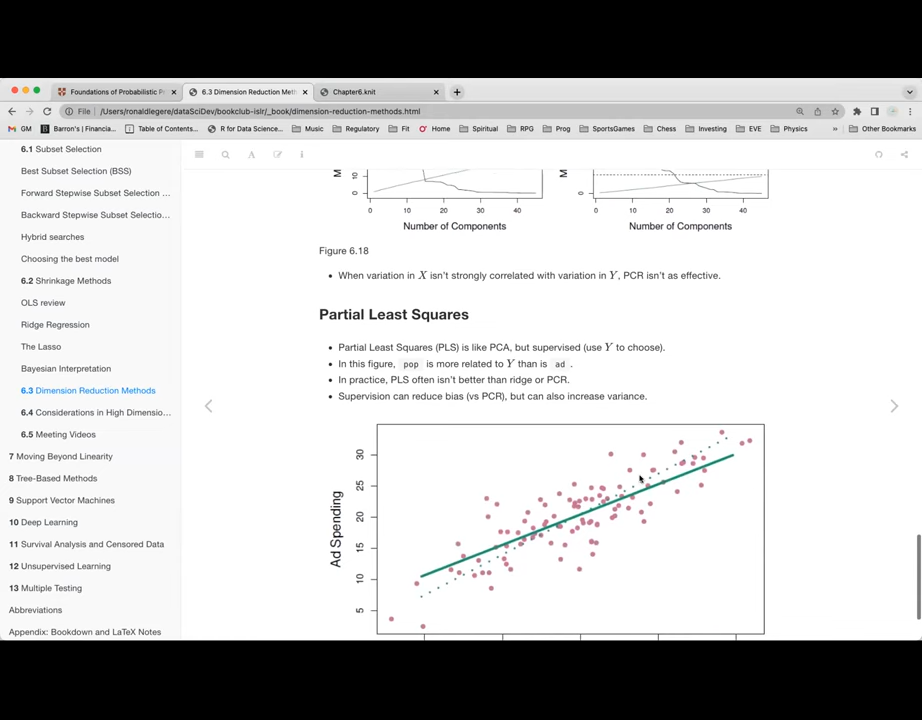 Foundations of Probabilistic P
6.3 Dimension Reduction Meth
Chapter6.knit
File
/Users/ronaldlegere/dataSciDev/bookclub-islr/_book/dimension-reduction-methods.html
GM
Barron's | Financia...
Table of Contents...
R for Data Science...
Music
Regulatory
Fit
Home
Spiritual
RPG
Prog
SportsGames
Chess
Investing
EVE
Physics
»
Other Bookmarks
6.1 Subset Selection
Best Subset Selection (BSS)
Forward Stepwise Subset Selection ...
Backward Stepwise Subset Selectio...
Hybrid searches
Choosing the best model
6.2 Shrinkage Methods
OLS review
Ridge Regression
The Lasso
Bayesian Interpretation
6.3 Dimension Reduction Methods
6.4 Considerations in High Dimensio...
6.5 Meeting Videos
7 Moving Beyond Linearity
8 Tree-Based Methods
9 Support Vector Machines
10 Deep Learning
11 Survival Analysis and Censored Data
12 Unsupervised Learning
13 Multiple Testing
Abbreviations
Appendix: Bookdown and LaTeX Notes
M
10
0
0 10 20 30 40
Number of Components
M
10
0
0 10 20 30 40
Number of Components
Figure 6.18
• When variation in X isn't strongly correlated with variation in Y, PCR isn't as effective.
Partial Least Squares
• Partial Least Squares (PLS) is like PCA, but supervised (use Y to choose).
• In this figure, pop is more related to Y than is ad .
• In practice, PLS often isn't better than ridge or PCR.
• Supervision can reduce bias (vs PCR), but can also increase variance.
Ad Spending
30
25
20
15
10
5